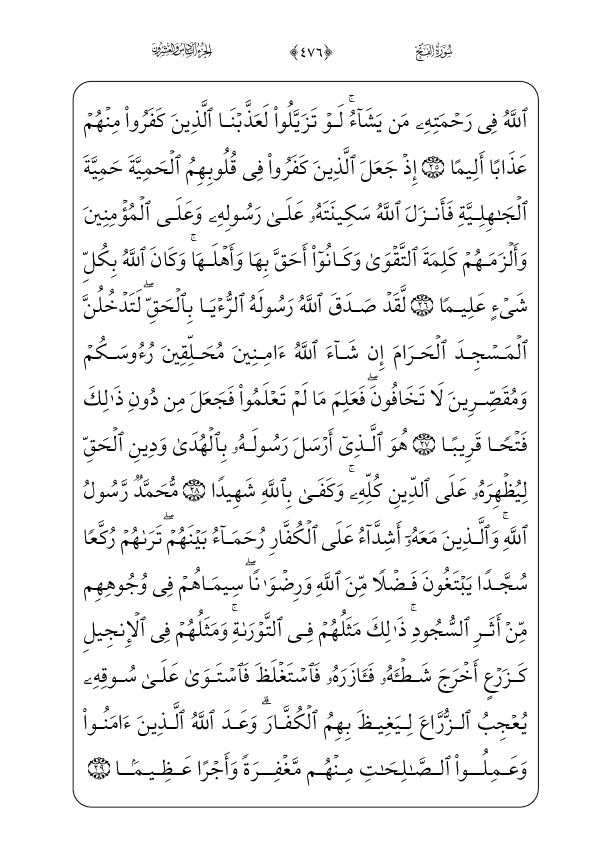 سُورَةُ الفَتْحِ ﴿٤٧٦﴾ الجُزْءُ السَّادِسُ وَالعِشْرُونَ
ٱللَّهُ فِى رَحْمَتِهِۦ مَن يَشَآءُۚ لَوْ تَزَيَّلُوا۟ لَعَذَّبْنَا ٱلَّذِينَ كَفَرُوا۟ مِنْهُمْ
عَذَابًا أَلِيمًا ٢٥ إِذْ جَعَلَ ٱلَّذِينَ كَفَرُوا۟ فِى قُلُوبِهِمُ ٱلْحَمِيَّةَ حَمِيَّةَ
ٱلْجَٰهِلِيَّةِ فَأَنزَلَ ٱللَّهُ سَكِينَتَهُۥ عَلَىٰ رَسُولِهِۦ وَعَلَى ٱلْمُؤْمِنِينَ
وَأَلْزَمَهُمْ كَلِمَةَ ٱلتَّقْوَىٰ وَكَانُوٓا۟ أَحَقَّ بِهَا وَأَهْلَهَاۚ وَكَانَ ٱللَّهُ بِكُلِّ
شَىْءٍ عَلِيمًا ٢٦ لَّقَدْ صَدَقَ ٱللَّهُ رَسُولَهُ ٱلرُّءْيَا بِٱلْحَقِّۖ لَتَدْخُلُنَّ
ٱلْمَسْجِدَ ٱلْحَرَامَ إِن شَآءَ ٱللَّهُ ءَامِنِينَ مُحَلِّقِينَ رُءُوسَكُمْ
وَمُقَصِّرِينَ لَا تَخَافُونَۖ فَعَلِمَ مَا لَمْ تَعْلَمُوا۟ فَجَعَلَ مِن دُونِ ذَٰلِكَ
فَتْحًا قَرِيبًا ٢٧ هُوَ ٱلَّذِىٓ أَرْسَلَ رَسُولَهُۥ بِٱلْهُدَىٰ وَدِينِ ٱلْحَقِّ
لِيُظْهِرَهُۥ عَلَى ٱلدِّينِ كُلِّهِۦۚ وَكَفَىٰ بِٱللَّهِ شَهِيدًا ٢٨ مُّحَمَّدٌ رَّسُولُ
ٱللَّهِۚ وَٱلَّذِينَ مَعَهُۥٓ أَشِدَّآءُ عَلَى ٱلْكُفَّارِ رُحَمَآءُ بَيْنَهُمْۖ تَرَىٰهُمْ رُكَّعًا
سُجَّدًا يَبْتَغُونَ فَضْلًا مِّنَ ٱللَّهِ وَرِضْوَٰنًاۖ سِيمَاهُمْ فِى وُجُوهِهِم
مِّنْ أَثَرِ ٱلسُّجُودِۚ ذَٰلِكَ مَثَلُهُمْ فِى ٱلتَّوْرَىٰةِۚ وَمَثَلُهُمْ فِى ٱلْإِنجِيلِ
كَزَرْعٍ أَخْرَجَ شَطْـَٔهُۥ فَـَٔازَرَهُۥ فَٱسْتَغْلَظَ فَٱسْتَوَىٰ عَلَىٰ سُوقِهِۦ
يُعْجِبُ ٱلزُّرَّاعَ لِيَغِيظَ بِهِمُ ٱلْكُفَّارَۗ وَعَدَ ٱللَّهُ ٱلَّذِينَ ءَامَنُوا۟
وَعَمِلُوا۟ ٱلصَّٰلِحَٰتِ مِنْهُم مَّغْفِرَةً وَأَجْرًا عَظِيمًۢا ٢٩